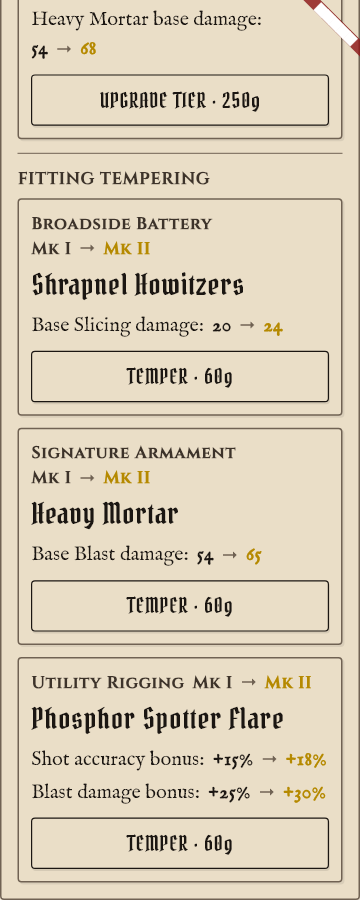 Heavy Mortar base damage:
54 → 68
UPGRADE TIER · 250g
FITTING TEMPERING
BROADSIDE BATTERY
MK I → MK II
Shrapnel Howitzers
Base Slicing damage: 20 → 24
TEMPER · 60g
SIGNATURE ARMAMENT
MK I → MK II
Heavy Mortar
Base Blast damage: 54 → 65
TEMPER · 60g
UTILITY RIGGING MK I → MK II
Phosphor Spotter Flare
Shot accuracy bonus: +15% → +18%
Blast damage bonus: +25% → +30%
TEMPER · 60g